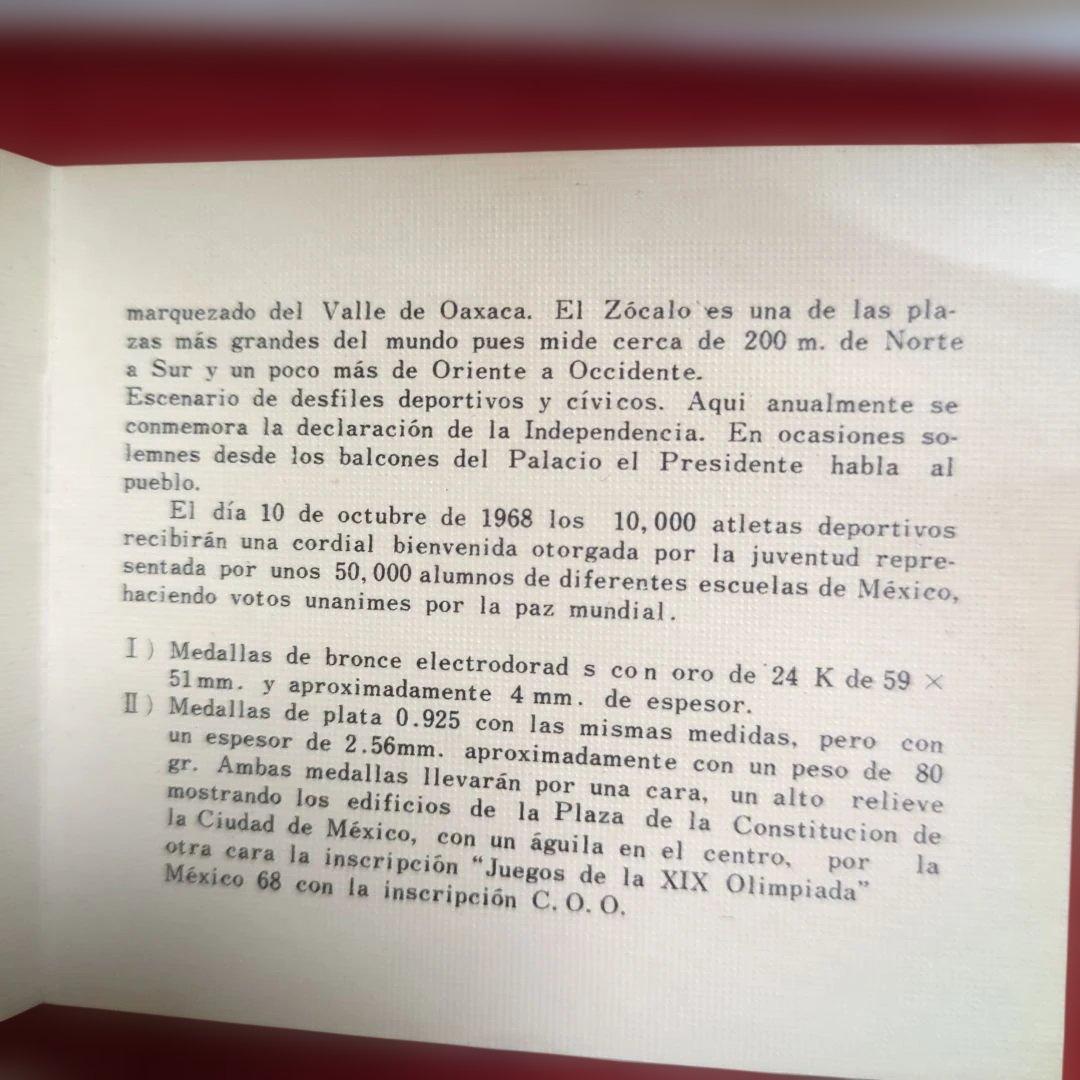 marquezado del Valle de Oaxaca. El Zócalo es una de las pla-
zas más grandes del mundo pues mide cerca de 200 m. de Norte
a Sur y un poco más de Oriente a Occidente.
Escenario de desfiles deportivos y cívicos. Aqui anualmente se
conmemora la declaración de la Independencia. En ocasiones so-
lemnes desde los balcones del Palacio el Presidente habla al
pueblo.
El día 10 de octubre de 1968 los 10,000 atletas deportivos
recibirán una cordial bienvenida otorgada por la juventud repre-
sentada por unos 50,000 alumnos de diferentes escuelas de México,
haciendo votos unanimes por la paz mundial.
I) Medallas de bronce electrodorad s con oro de 24 K de 59 ×
51mm. y aproximadamente 4 mm. de espesor.
II) Medallas de plata 0.925 con las mismas medidas, pero con
un espesor de 2.56mm. aproximadamente con un peso de 80
gr. Ambas medallas llevarán por una cara, un alto relieve
mostrando los edificios de la Plaza de la Constitucion de
la Ciudad de México, con un águila en el centro, por la
otra cara la inscripción “Juegos de la XIX Olimpiada”
México 68 con la inscripción C. O. O.